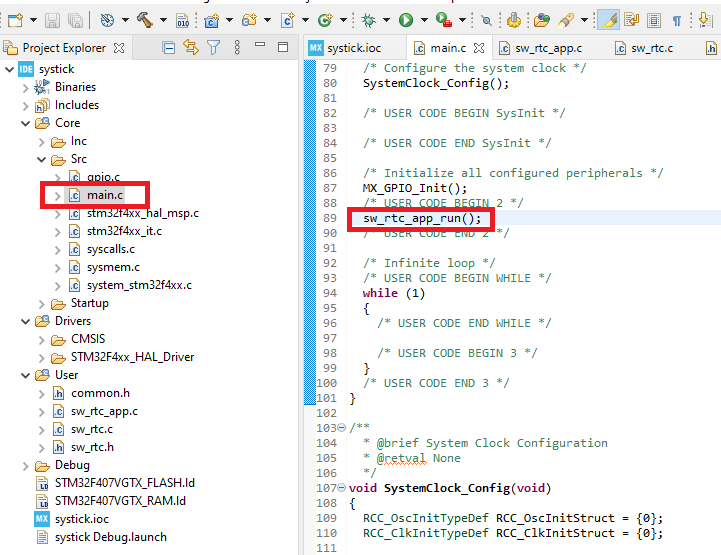 Project Explorer
systick
Binaries
Includes
Core
Inc
Src
gpio.c
main.c
stm32f4xx_hal_msp.c
stm32f4xx_it.c
syscalls.c
sysmem.c
system_stm32f4xx.c
Startup
Drivers
CMSIS
STM32F4xx_HAL_Driver
User
common.h
sw_rtc_app.c
sw_rtc.c
sw_rtc.h
Debug
STM32F407VGTX_FLASH.ld
STM32F407VGTX_RAM.ld
systick.ioc
systick Debug.launch
systick.ioc main.c sw_rtc_app.c sw_rtc.c
79 /* Configure the system clock */
80 SystemClock_Config();
81
82 /* USER CODE BEGIN SysInit */
83
84 /* USER CODE END SysInit */
85
86 /* Initialize all configured peripherals */
87 MX_GPIO_Init();
88 /* USER CODE BEGIN 2 */
89 sw_rtc_app_run();
90 /* USER CODE END 2 */
91
92 /* Infinite loop */
93 /* USER CODE BEGIN WHILE */
94 while (1)
95 {
96 /* USER CODE END WHILE */
97
98 /* USER CODE BEGIN 3 */
99 }
100 /* USER CODE END 3 */
101 }
102
103 /**
104 * @brief System Clock Configuration
105 * @retval None
106 */
107 void SystemClock_Config(void)
108 {
109 RCC_OscInitTypeDef RCC_OscInitStruct = {0};
110 RCC_ClkInitTypeDef RCC_ClkInitStruct = {0};
111